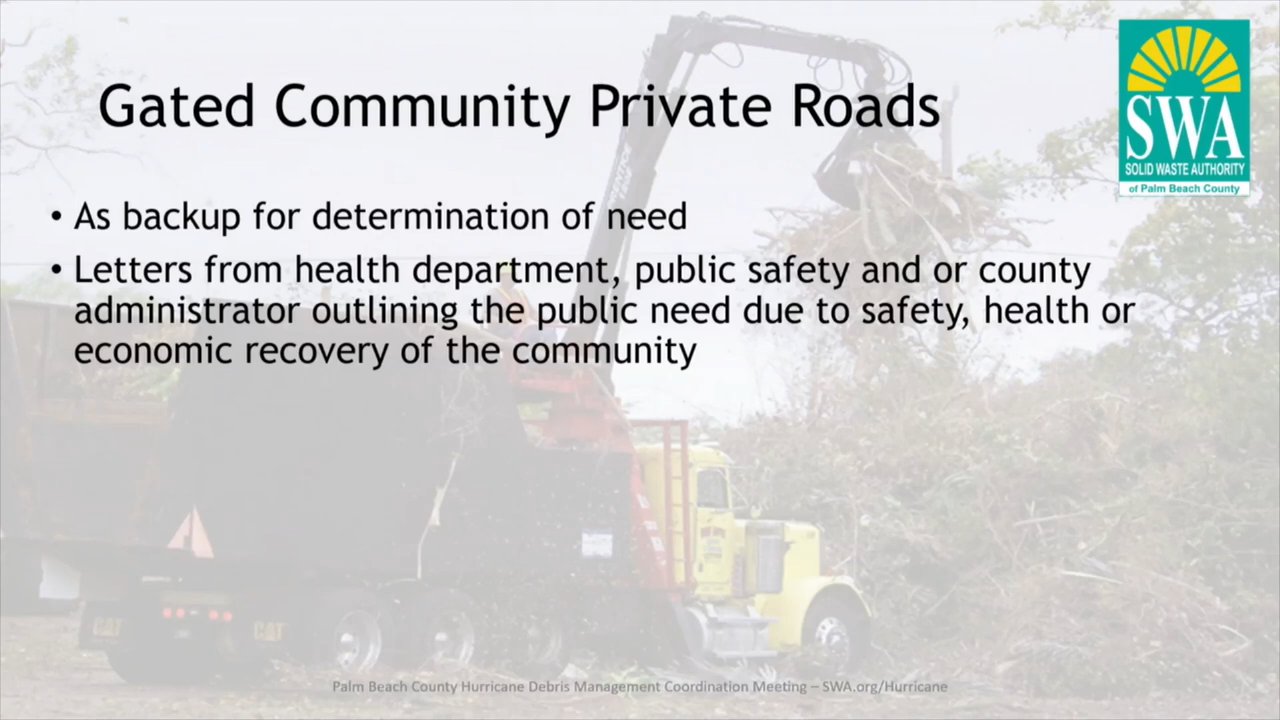 Gated Community Private Roads
SWA
SOLID WASTE AUTHORITY
of Palm Beach County
• As backup for determination of need
• Letters from health department, public safety and or county
administrator outlining the public need due to safety, health or
economic recovery of the community
CAT
CAT
Palm Beach County Hurricane Debris Management Coordination Meeting – SWA.org/Hurricane